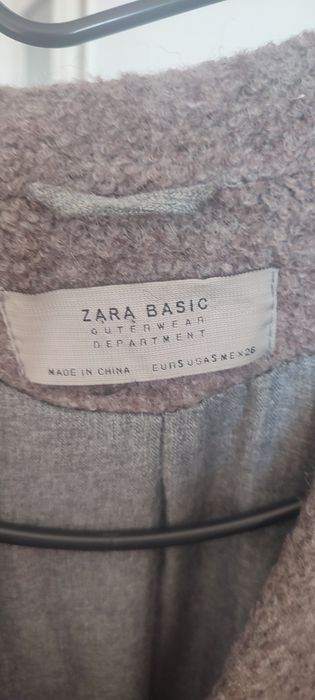 ZARA BASIC
OUTERWEAR
DEPARTMENT
MADE IN CHINA EUR S USA S MEX 26